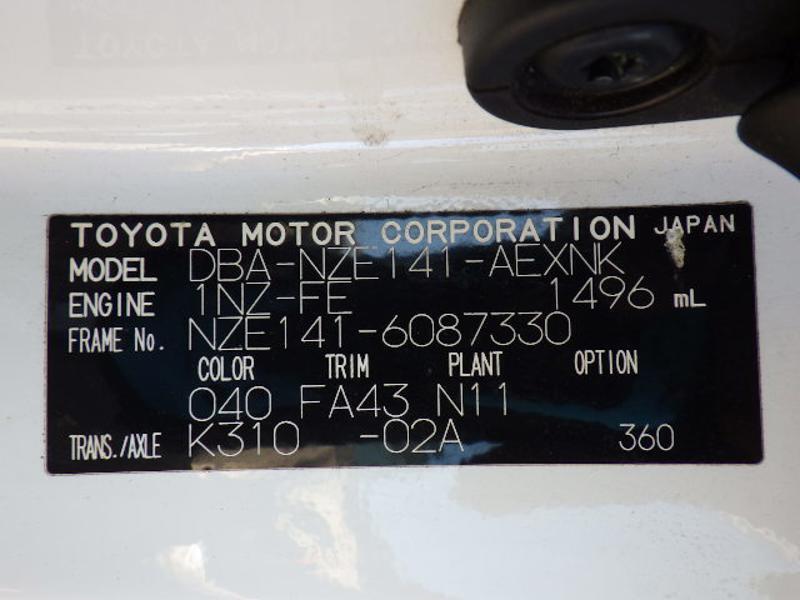 TOYOTA MOTOR CORPORATION JAPAN
MODEL DBA-NZE141-AEXNK
ENGINE 1NZ-FE 1496 mL
FRAME No. NZE141-6087330
COLOR TRIM PLANT OPTION
040 FA43 N11
TRANS./AXLE K310 -02A 360